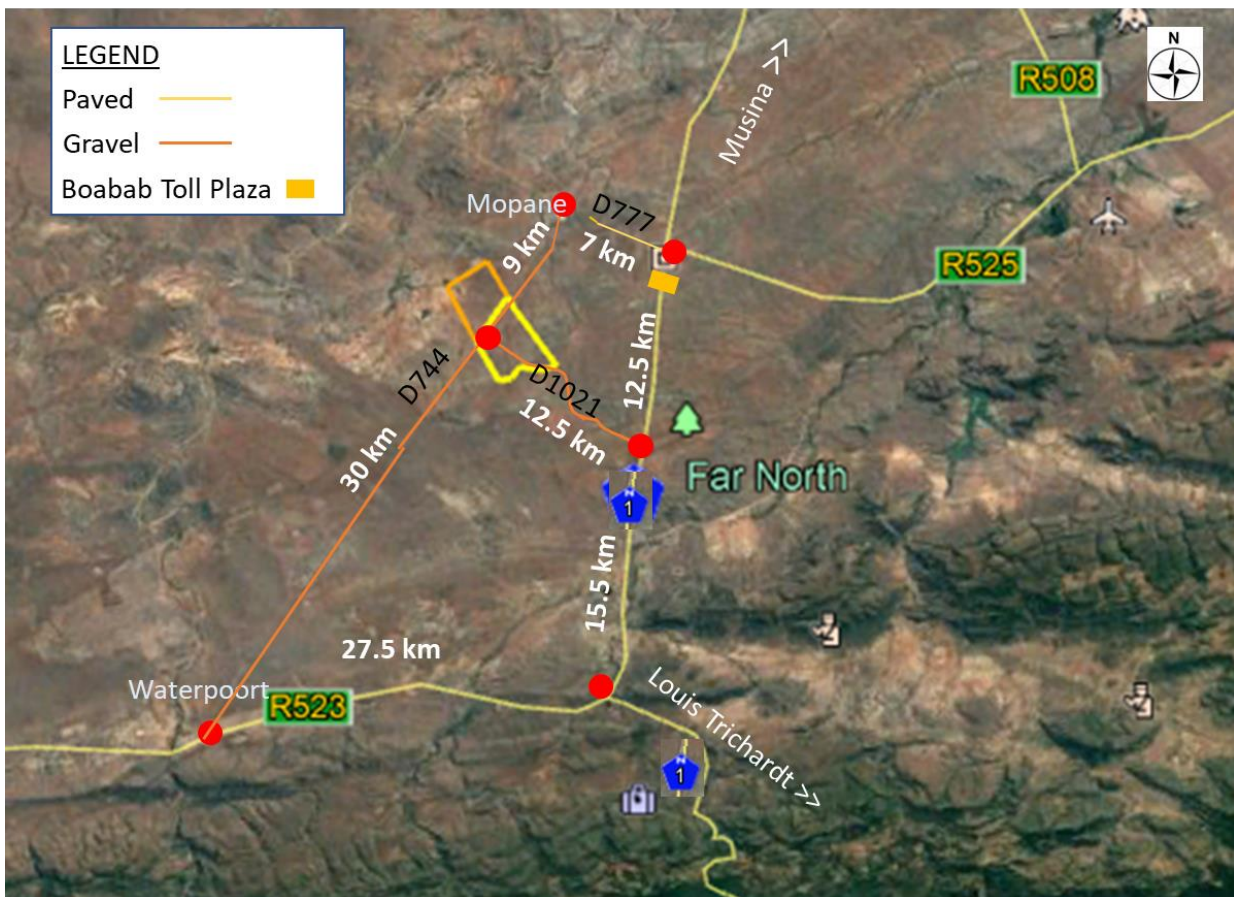 LEGEND
Paved
Gravel
Boabab Toll Plaza
N
R508
Musina >>
Mopane
D777
7 km
9 km
R525
12.5 km
D744
D1021
12.5 km
30 km
Far North
N
1
15.5 km
27.5 km
Waterpoort
R523
Louis Trichardt >>
N
1